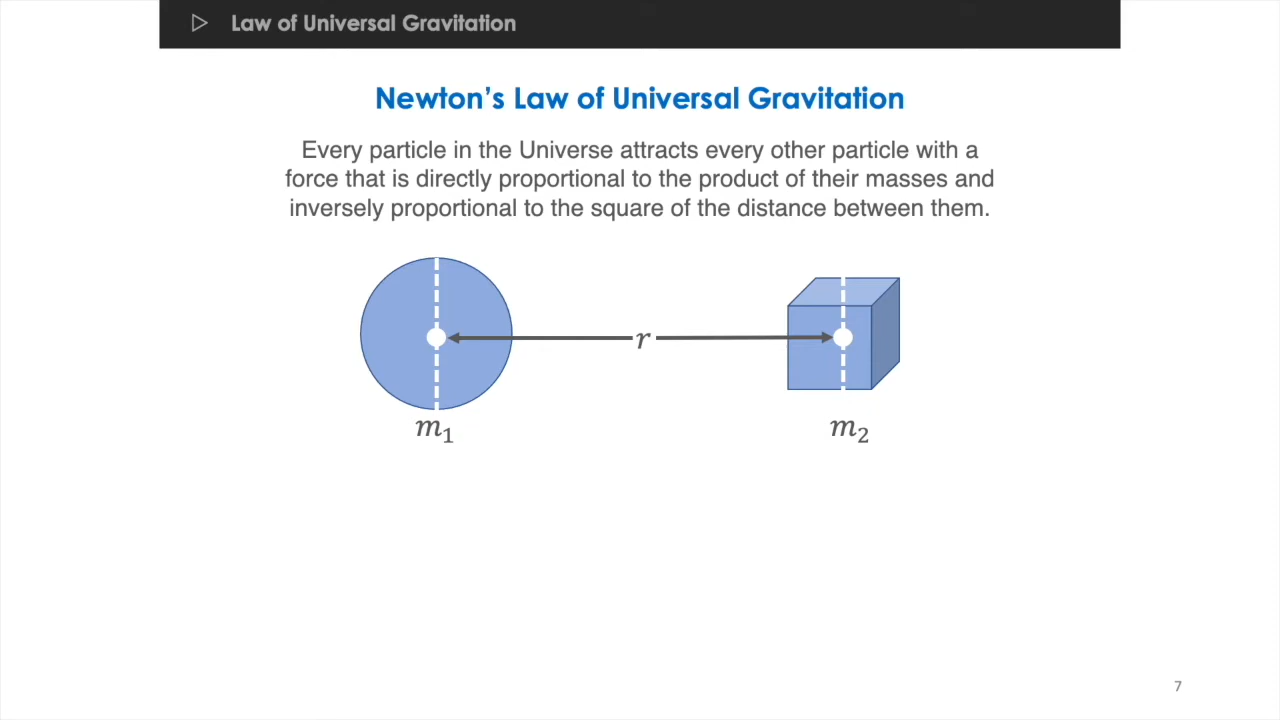 Law of Universal Gravitation
Newton’s Law of Universal Gravitation
Every particle in the Universe attracts every other particle with a
force that is directly proportional to the product of their masses and
inversely proportional to the square of the distance between them.
r
m₁
m₂
7